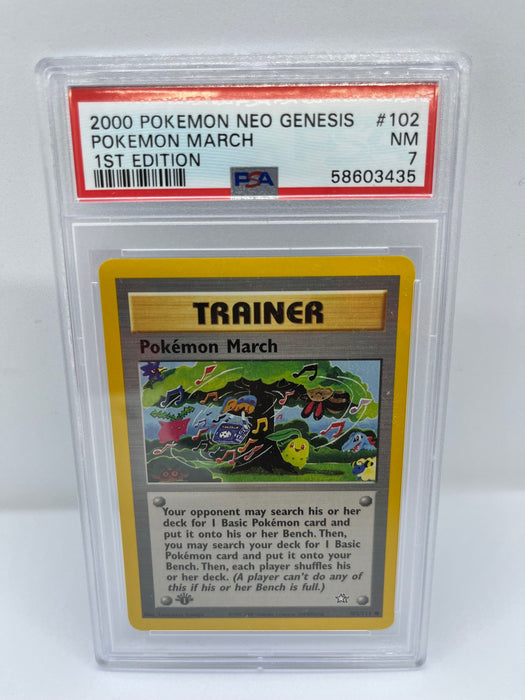 2000 POKEMON NEO GENESIS #102
POKEMON MARCH NM
1ST EDITION 7
PSA 58603435
TRAINER
Pokémon March
Your opponent may search his or her
deck for 1 Basic Pokémon card and
put it onto his or her Bench. Then,
you may search your deck for 1 Basic
Pokémon card and put it onto your
Bench. Then, each player shuffles his
or her deck. (A player can't do any of
this if his or her Bench is full.)